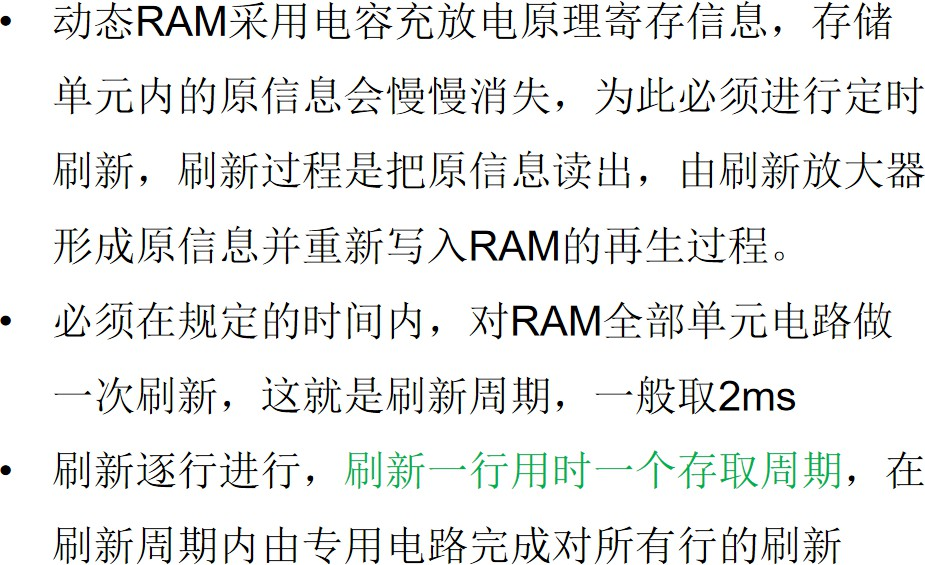 • 动态RAM采用电容充放电原理寄存信息，存储
单元内的原信息会慢慢消失，为此必须进行定时
刷新，刷新过程是把原信息读出，由刷新放大器
形成原信息并重新写入RAM的再生过程。
• 必须在规定的时间内，对RAM全部单元电路做
一次刷新，这就是刷新周期，一般取2ms
• 刷新逐行进行，刷新一行用时一个存取周期，在
刷新周期内由专用电路完成对所有行的刷新